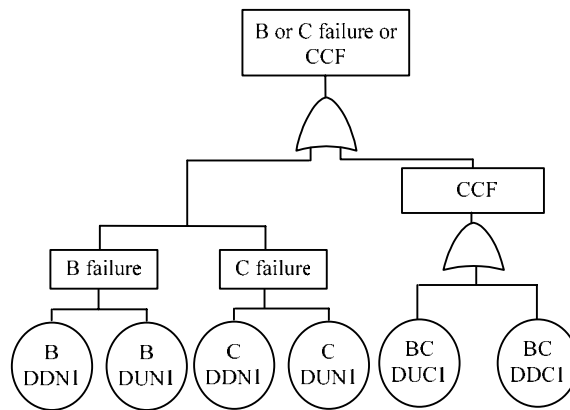 B or C failure or
CCF
CCF
B failure
C failure
B
DDN1
B
DUN1
C
DDN1
C
DUN1
BC
DUC1
BC
DDC1